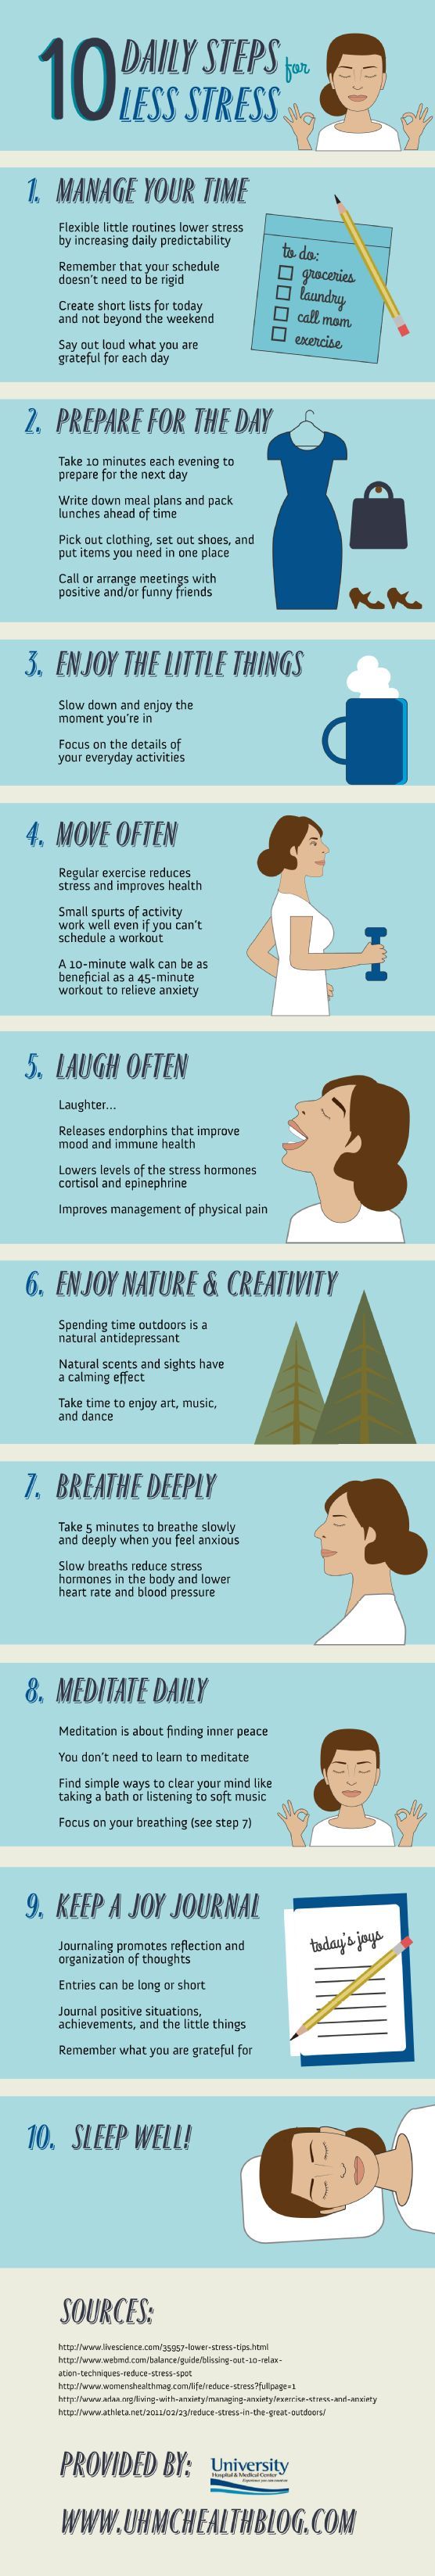 10 DAILY STEPS for
LESS STRESS
1. MANAGE YOUR TIME
Flexible little routines lower stress
by increasing daily predictability
Remember that your schedule
doesn't need to be rigid
Create short lists for today
and not beyond the weekend
Say out loud what you are
grateful for each day
to do:
groceries
laundry
call mom
exercise
2. PREPARE FOR THE DAY
Take 10 minutes each evening to
prepare for the next day
Write down meal plans and pack
lunches ahead of time
Pick out clothing, set out shoes, and
put items you need in one place
Call or arrange meetings with
positive and/or funny friends
3. ENJOY THE LITTLE THINGS
Slow down and enjoy the
moment you're in
Focus on the details of
your everyday activities
4. MOVE OFTEN
Regular exercise reduces
stress and improves health
Small spurts of activity
work well even if you can't
schedule a workout
A 10-minute walk can be as
beneficial as a 45-minute
workout to relieve anxiety
5. LAUGH OFTEN
Laughter...
Releases endorphins that improve
mood and immune health
Lowers levels of the stress hormones
cortisol and epinephrine
Improves management of physical pain
6. ENJOY NATURE & CREATIVITY
Spending time outdoors is a
natural antidepressant
Natural scents and sights have
a calming effect
Take time to enjoy art, music,
and dance
7. BREATHE DEEPLY
Take 5 minutes to breathe slowly
and deeply when you feel anxious
Slow breaths reduce stress
hormones in the body and lower
heart rate and blood pressure
8. MEDITATE DAILY
Meditation is about finding inner peace
You don't need to learn to meditate
Find simple ways to clear your mind like
taking a bath or listening to soft music
Focus on your breathing (see step 7)
9. KEEP A JOY JOURNAL
Journaling promotes reflection and
organization of thoughts
Entries can be long or short
Journal positive situations,
achievements, and the little things
Remember what you are grateful for
today's joys
10. SLEEP WELL!
SOURCES:
http://www.livescience.com/35957-lower-stress-tips.html
http://www.webmd.com/balance/guide/blissing-out-10-relax-
ation-techniques-reduce-stress-spot
http://www.womenshealthmag.com/life/reduce-stress?fullpage=1
http://www.adaa.org/living-with-anxiety/managing-anxiety/exercise-stress-and-anxiety
http://www.athleta.net/2011/02/23/reduce-stress-in-the-great-outdoors/
PROVIDED BY:
University
Hospital & Medical Center
WWW.UHMCHEALTHBLOG.COM